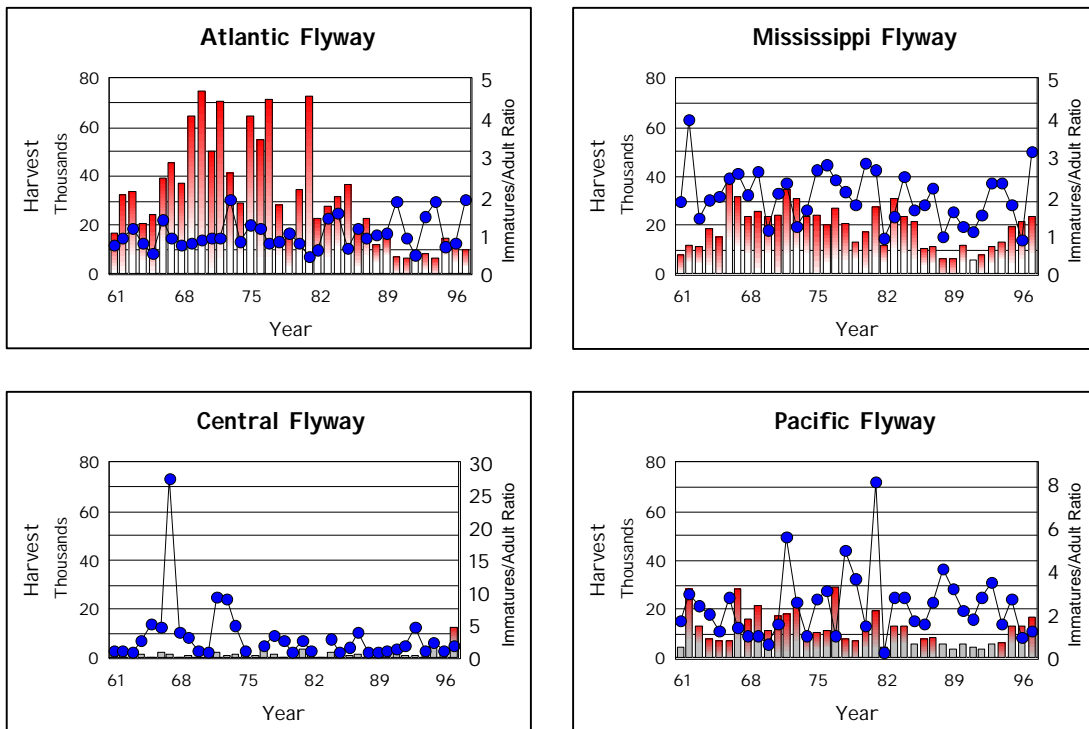 Atlantic Flyway
80
60
40
20
0
5
4
3
2
1
0
Harvest
Thousands
Immatures/Adult Ratio
61 68 75 82 89 96
Year
Mississippi Flyway
80
60
40
20
0
5
4
3
2
1
0
Harvest
Thousands
Immatures/Adult Ratio
61 68 75 82 89 96
Year
Central Flyway
80
60
40
20
0
30
25
20
15
10
5
0
Harvest
Thousands
Immatures/Adult Ratio
61 68 75 82 89 96
Year
Pacific Flyway
80
60
40
20
0
8
6
4
2
0
Harvest
Thousands
Immatures/Adult Ratio
61 68 75 82 89 96
Year